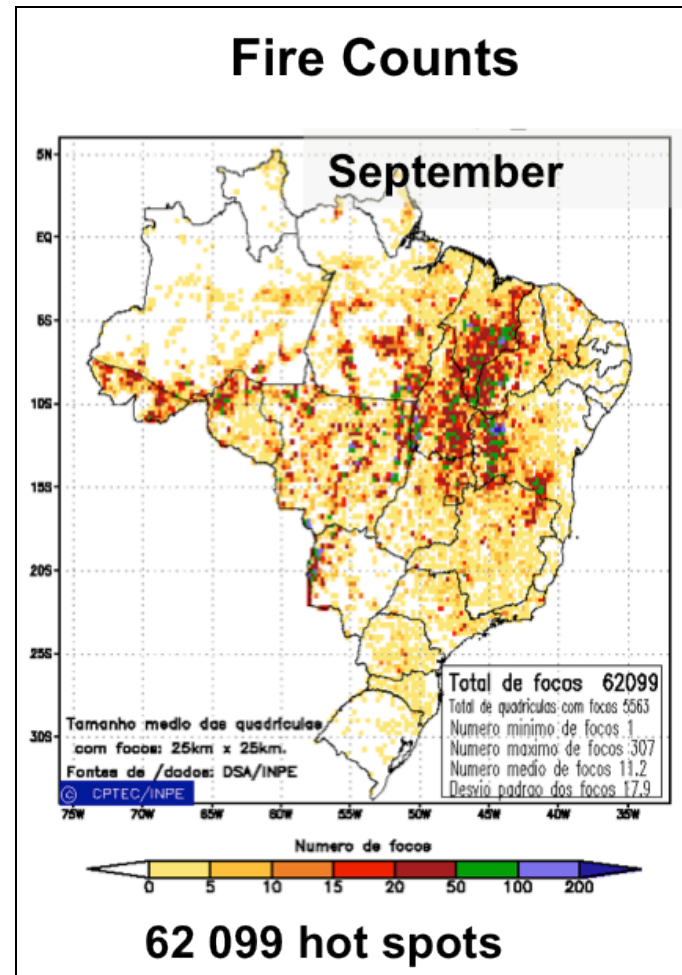 Fire Counts
September
5N
EQ
5S
10S
15S
20S
25S
30S
Total de focos 62099
Total de quadriculas com focos 5563
Numero minimo de focos 1
Numero maximo de focos 307
Numero medio de focos 11.2
Desvio padrao dos focos 17.9
Tamanho medio das quadriculas
com focos: 25km x 25km.
Fontes de /dados: DSA/INPE
© CPTEC/INPE
75W 70W 65W 60W 55W 50W 45W 40W 35W
Numero de focos
0 5 10 15 20 50 100 200
62 099 hot spots